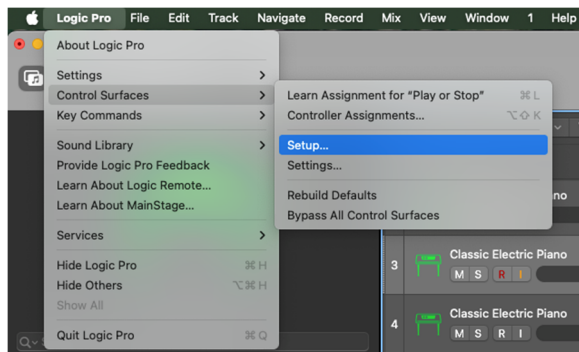 Logic Pro File Edit Track Navigate Record Mix View Window 1 Help
About Logic Pro
Settings
Control Surfaces
Key Commands
Sound Library
Provide Logic Pro Feedback
Learn About Logic Remote...
Learn About MainStage...
Services
Hide Logic Pro ⌘ H
Hide Others ⌥ ⌘ H
Show All
Quit Logic Pro ⌘ Q
Learn Assignment for “Play or Stop” ⌘ L
Controller Assignments... ⌥ ⇧ K
Setup...
Settings...
Rebuild Defaults
Bypass All Control Surfaces
no
no
3 Classic Electric Piano
M S R I
4 Classic Electric Piano
M S R I